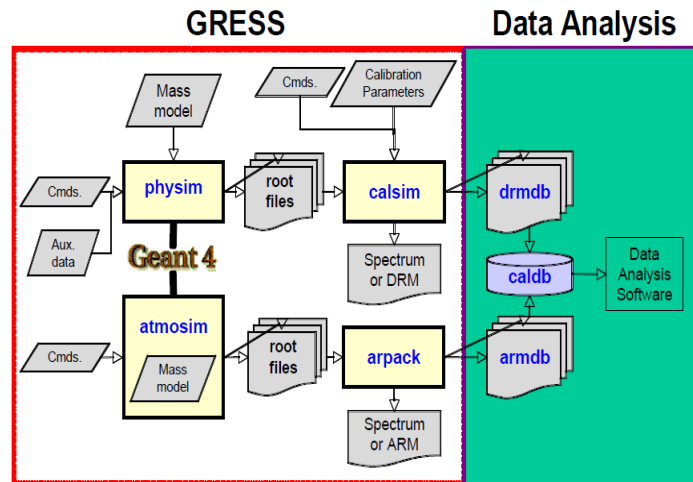 GRESS
Data Analysis
Mass
model
Cmds.
Calibration
Parameters
Cmds.
physim
root
files
calsim
drmdb
Aux.
data
Geant 4
Spectrum
or DRM
caldb
Data
Analysis
Software
atmosim
Cmds.
Mass
model
root
files
arpack
armdb
Spectrum
or ARM